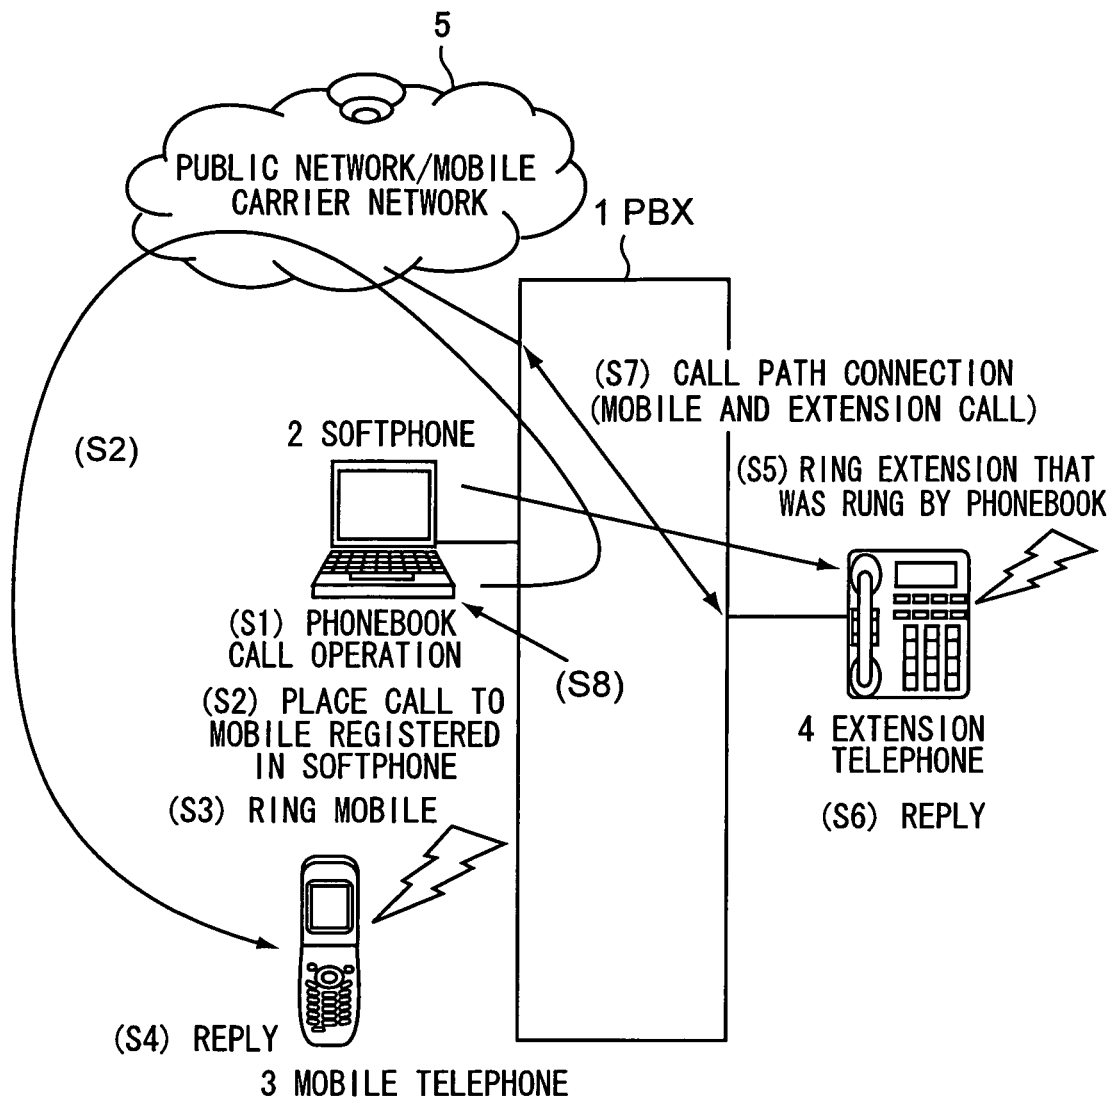 5
PUBLIC NETWORK/MOBILE
CARRIER NETWORK
1 PBX
(S7) CALL PATH CONNECTION
(MOBILE AND EXTENSION CALL)
(S2)
2 SOFTPHONE
(S5) RING EXTENSION THAT
WAS RUNG BY PHONEBOOK
(S1) PHONEBOOK
CALL OPERATION
(S8)
(S2) PLACE CALL TO
MOBILE REGISTERED
IN SOFTPHONE
4 EXTENSION
TELEPHONE
(S3) RING MOBILE
(S6) REPLY
(S4) REPLY
3 MOBILE TELEPHONE